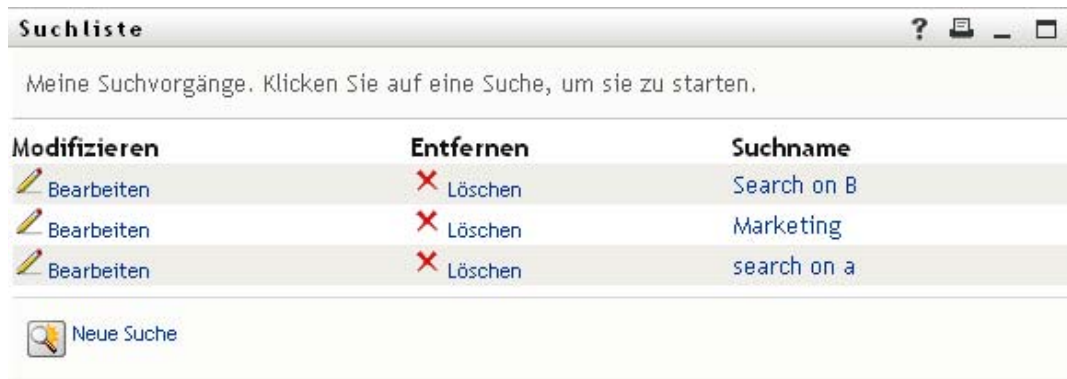 Suchliste ? _
Meine Suchvorgänge. Klicken Sie auf eine Suche, um sie zu starten.
Modifizieren Entfernen Suchname
Bearbeiten Löschen Search on B
Bearbeiten Löschen Marketing
Bearbeiten Löschen search on a
Neue Suche